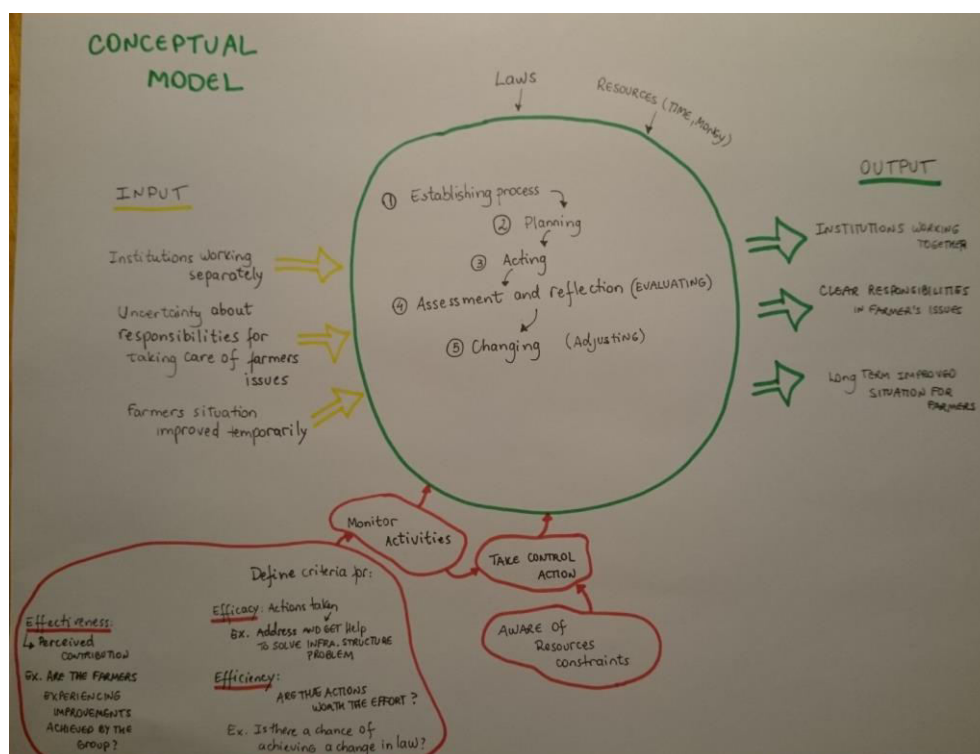 CONCEPTUAL
MODEL
Laws
RESOURCES (TIME, MONEY)
INPUT
Institutions working
separately
Uncertainty about
responsibilities for
taking care of farmers
issues
Farmers situation
improved temporarily
① Establishing process
② Planning
③ Acting
④ Assessment and reflection (EVALUATING)
⑤ Changing (Adjusting)
OUTPUT
INSTITUTIONS WORKING
TOGETHER
CLEAR RESPONSIBILITIES
IN FARMER'S ISSUES
Long TERM IMPROVED
SITUATION FOR
FARMERS
Monitor
Activities
TAKE CONTROL
ACTION
AWARE OF
Resources
constraints
Define criteria for:
Effectiveness:
Perceived
CONTRIBUTION
EX. ARE THE FARMERS
EXPERIENCING
IMPROVEMENTS
ACHIEVED BY THE
GROUP?
Efficacy: Actions taken
Ex. Address AND GET Help
TO SOLVE INFRA.STRUCTURE
PROBLEM
Efficiency:
ARE THE ACTIONS
WORTH THE EFFORT?
Ex. Is there a chance of
achieving a change in law?